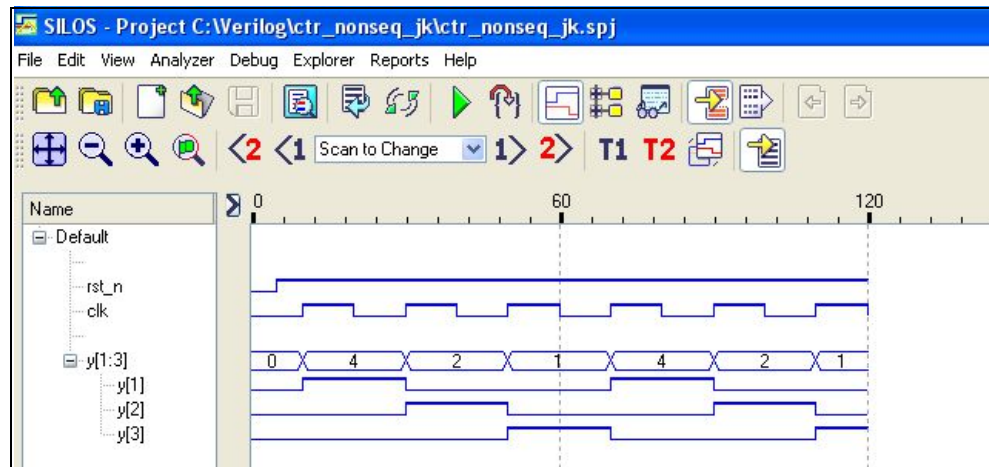 SILOS - Project C:\Verilog\ctr_nonseq_jk\ctr_nonseq_jk.spj
File Edit View Analyzer Debug Explorer Reports Help
2 1 Scan to Change 1 2 T1 T2
Name 0 60 120
Default
rst_n
clk
y[1:3] 0 4 2 1 4 2 1
y[1]
y[2]
y[3]